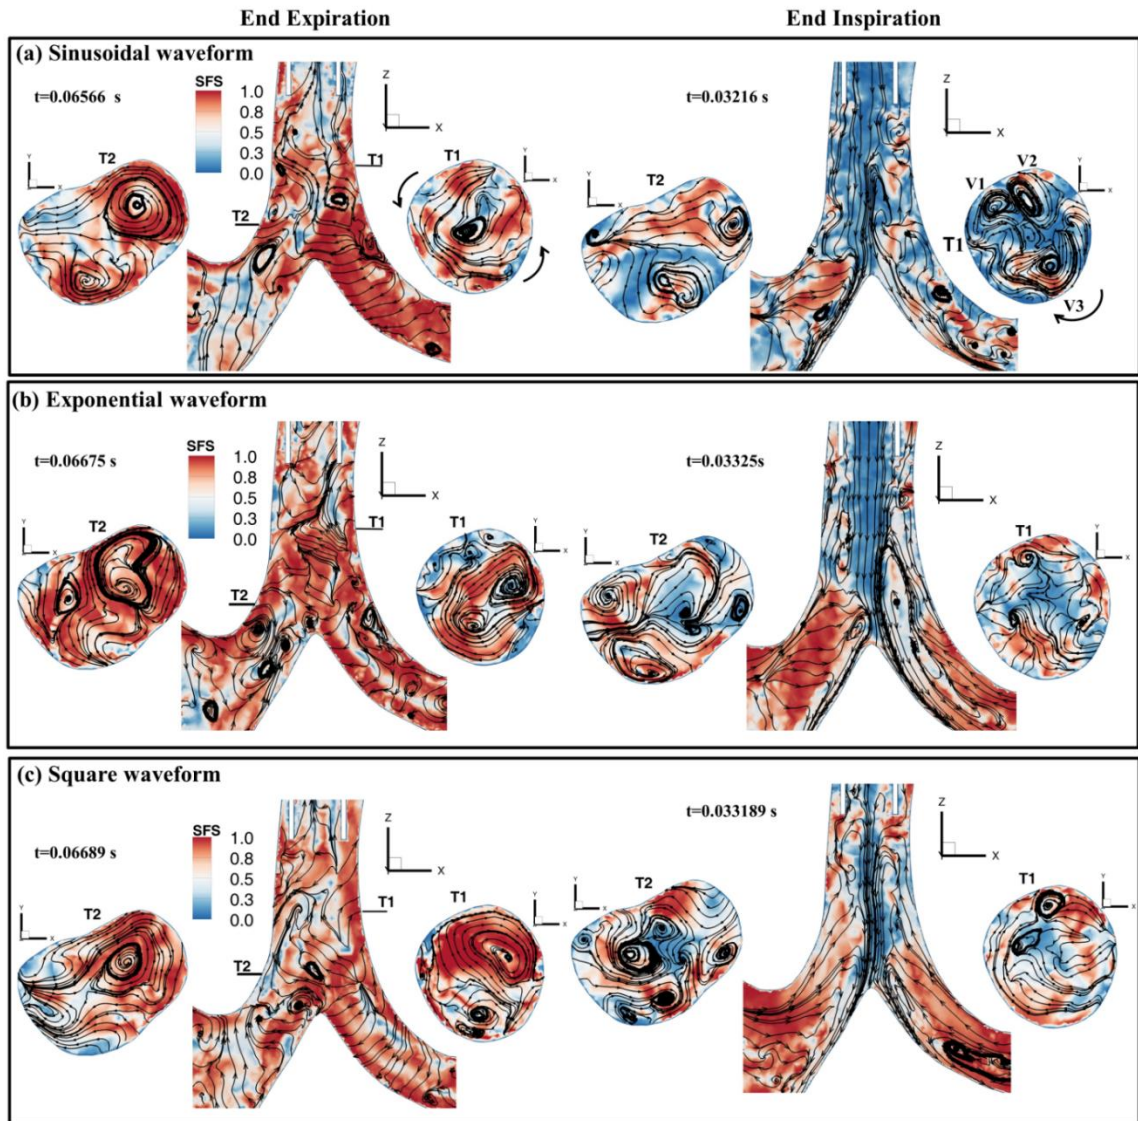 End Expiration End Inspiration
(a) Sinusoidal waveform
t=0.06566 s SFS 1.0 0.8 0.5 0.3 0.0 Z X t=0.03216 s Z X
Y X T2 T1 Y X T1 T2 Y X T2 V1 V2 Y X T1 V3
(b) Exponential waveform
t=0.06675 s SFS 1.0 0.8 0.5 0.3 0.0 Z X t=0.03325s Z X
Y X T2 T1 Y X T1 T2 Y X T2 T1 Y X
(c) Square waveform
t=0.06689 s SFS 1.0 0.8 0.5 0.3 0.0 Z X t=0.033189 s Z X
Y X T2 T1 Y X T1 T2 Y X T2 T1 Y X